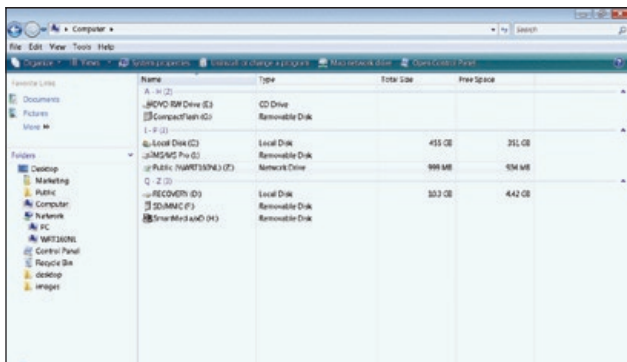 Computer
Search
File Edit View Tools Help
Organize Views System properties Uninstall or change a program Map network drive Open Control Panel
Favorite Links
Documents
Pictures
More
Folders
Desktop
Marketing
Public
Computer
Network
PC
WRT160NL
Control Panel
Recycle Bin
desktop
images
Name Type Total Size Free Space
A - H (2)
DVD RW Drive (E:) CD Drive
CompactFlash (G:) Removable Disk
I - P (3)
Local Disk (C:) Local Disk 455 GB 351 GB
MS/MS Pro Removable Disk
Public (\\WRT160NL) (Z:) Network Drive 999 MB 934 MB
Q - Z (3)
RECOVERY (D:) Local Disk 10.3 GB 4.42 GB
SD/MMC (F:) Removable Disk
SmartMedia/xD (H:) Removable Disk